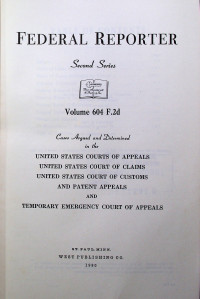 FEDERAL REPORTER
Second Series
Volume 604 F.2d
Cases Argued and Determined
in the
UNITED STATES COURTS OF APPEALS
UNITED STATES COURT OF CLAIMS
UNITED STATES COURT OF CUSTOMS
AND PATENT APPEALS
AND
TEMPORARY EMERGENCY COURT OF APPEALS
ST. PAUL, MINN.
WEST PUBLISHING CO.